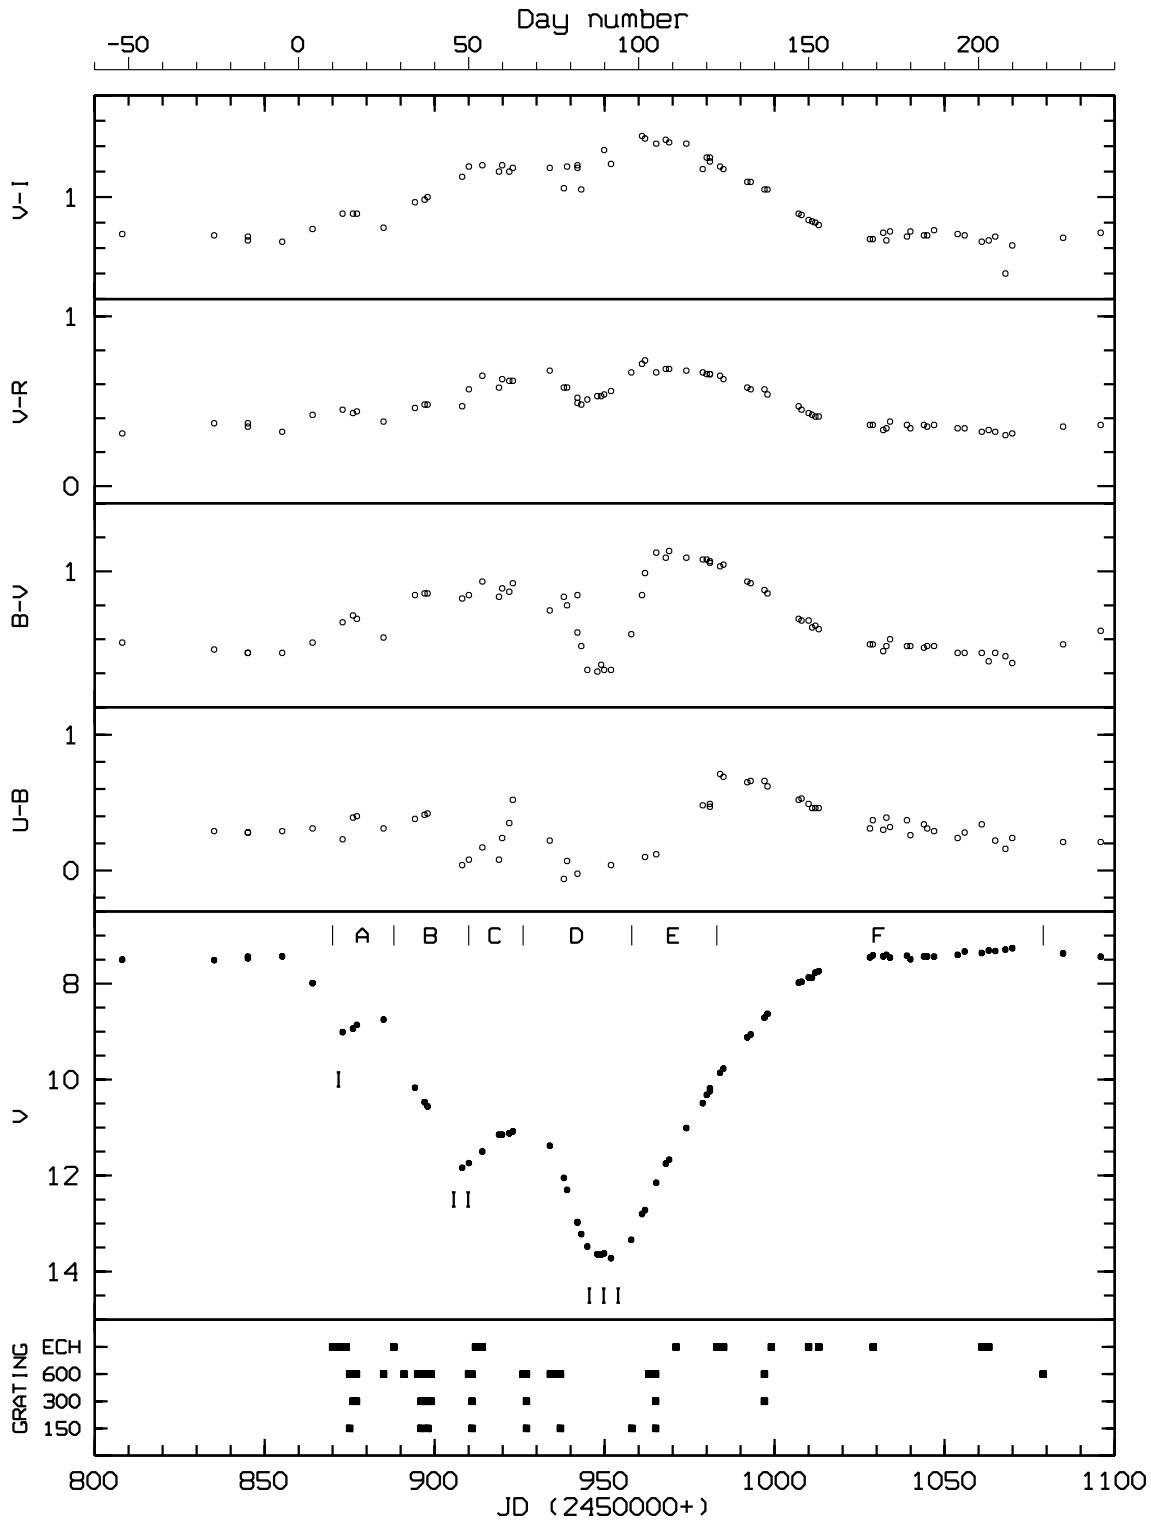 Day number
-50 0 50 100 150 200
V-I
1
V-R
1
0
B-V
1
U-B
1
0
A B C D E F
V
8
10
12
14
I
II
III
GRATING
ECH
600
300
150
800 850 900 950 1000 1050 1100
JD (2450000+)